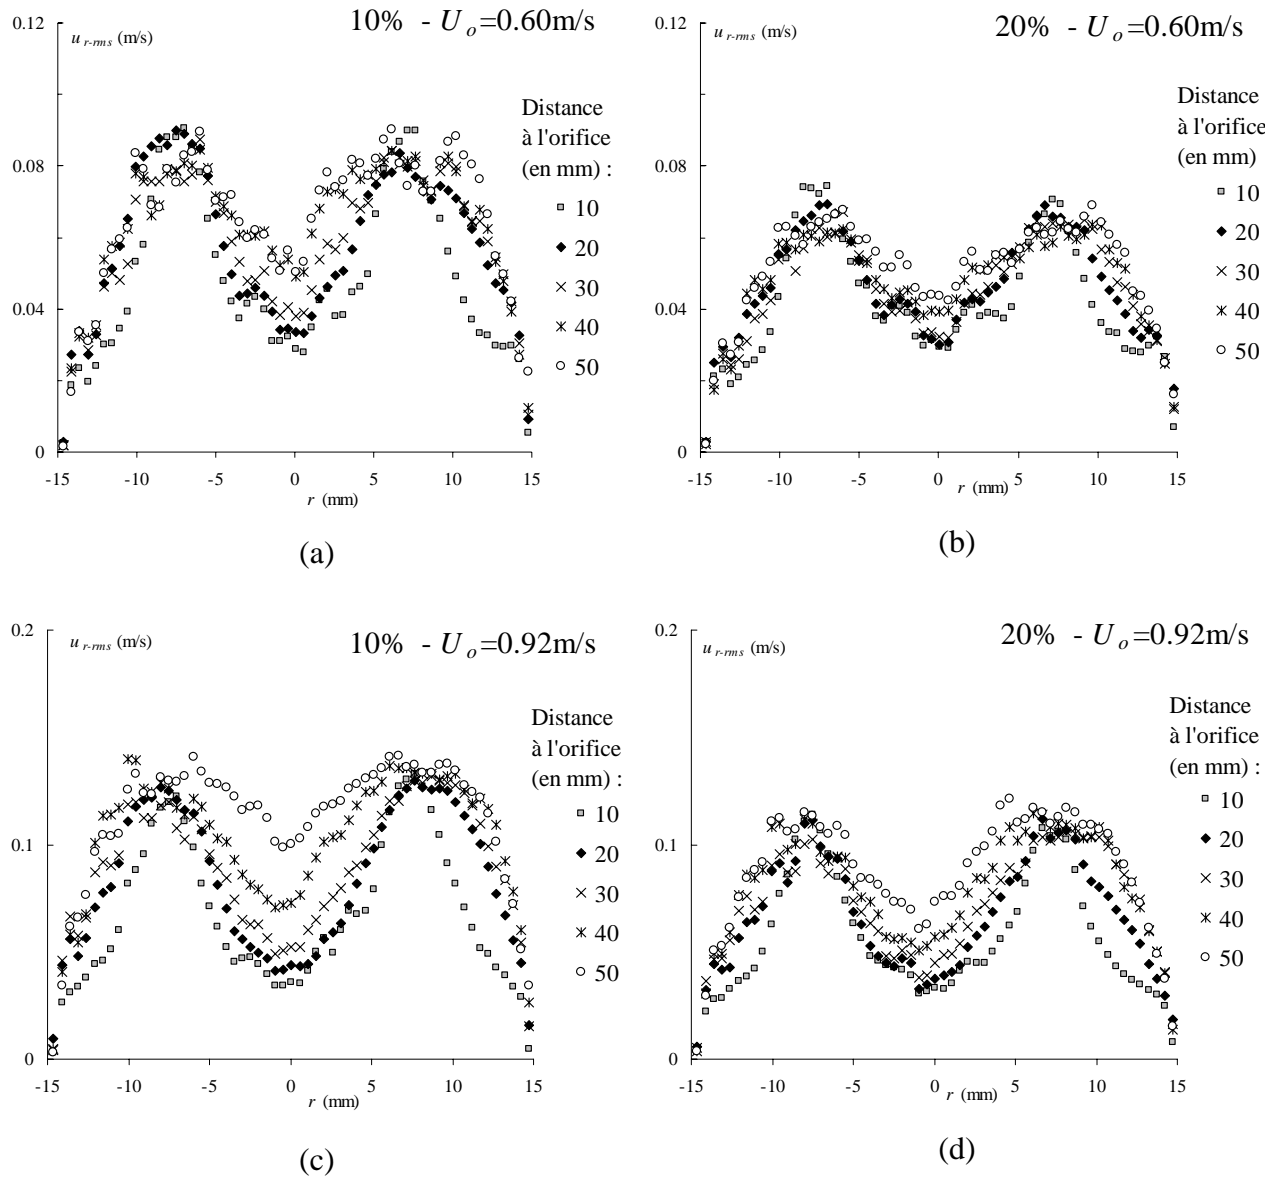 10% - U o =0.60m/s
u r-rms (m/s)
0.12
0.08
0.04
0
-15 -10 -5 0 5 10 15
r (mm)
Distance
à l'orifice
(en mm) :
10
20
30
40
50
(a)
20% - U o =0.60m/s
u r-rms (m/s)
0.12
0.08
0.04
0
-15 -10 -5 0 5 10 15
r (mm)
Distance
à l'orifice
(en mm)
10
20
30
40
50
(b)
10% - U o =0.92m/s
u r-rms (m/s)
0.2
0.1
0
-15 -10 -5 0 5 10 15
r (mm)
Distance
à l'orifice
(en mm) :
10
20
30
40
50
(c)
20% - U o =0.92m/s
u r-rms (m/s)
0.2
0.1
0
-15 -10 -5 0 5 10 15
r (mm)
Distance
à l'orifice
(en mm) :
10
20
30
40
50
(d)